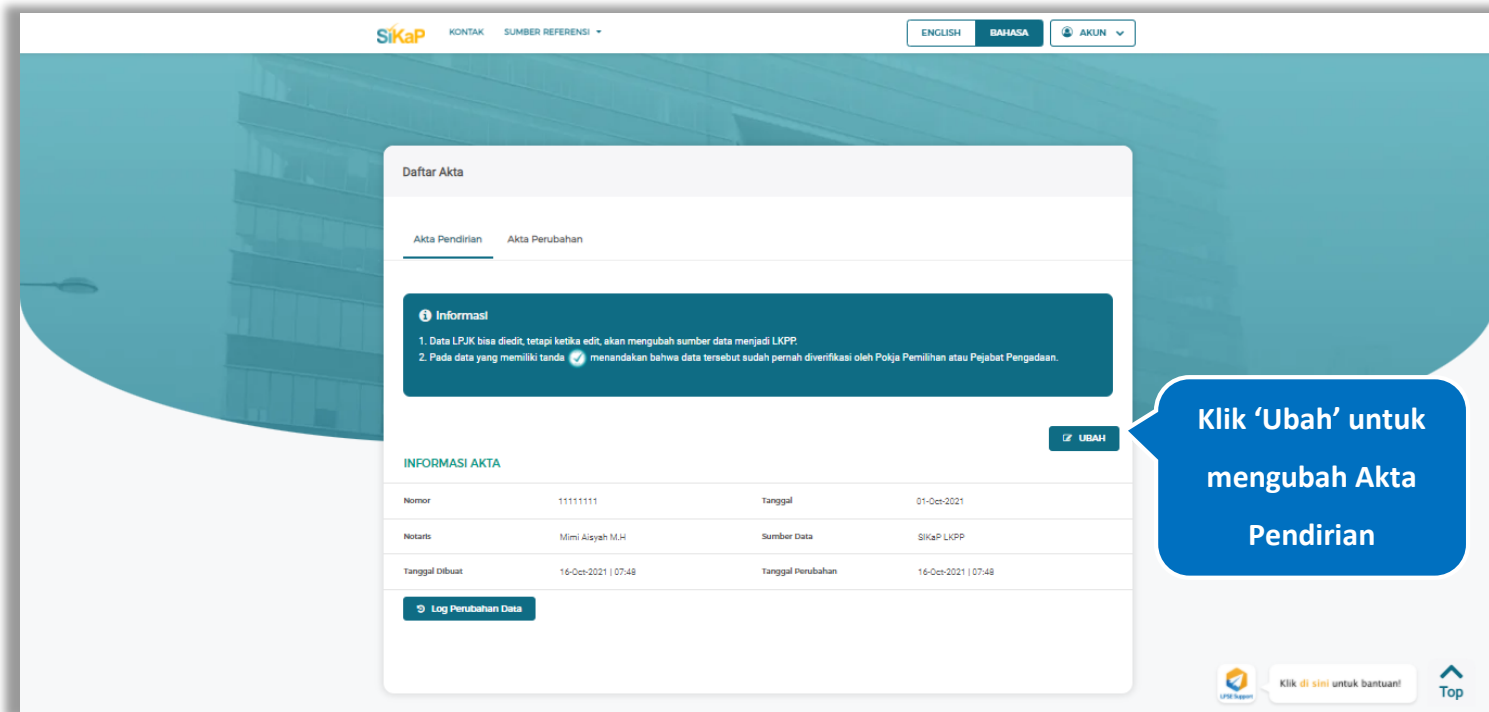 SiKaP KONTAK SUMBER REFERENSI ENGLISH BAHASA AKUN
Daftar Akta
Akta Pendirian Akta Perubahan
Informasi
1. Data LPJK bisa diedit, tetapi ketika edit, akan mengubah sumber data menjadi LKPP.
2. Pada data yang memiliki tanda menandakan bahwa data tersebut sudah pernah diverifikasi oleh Pokja Pemilihan atau Pejabat Pengadaan.
UBAH
Klik ‘Ubah’ untuk
mengubah Akta
Pendirian
INFORMASI AKTA
Nomor 11111111 Tanggal 01-Oct-2021
Notaris Mimi Aisyah M.H Sumber Data SIKaP LKPP
Tanggal Dibuat 16-Oct-2021 | 07:48 Tanggal Perubahan 16-Oct-2021 | 07:48
Log Perubahan Data
LPSE Support
Klik di sini untuk bantuan!
Top